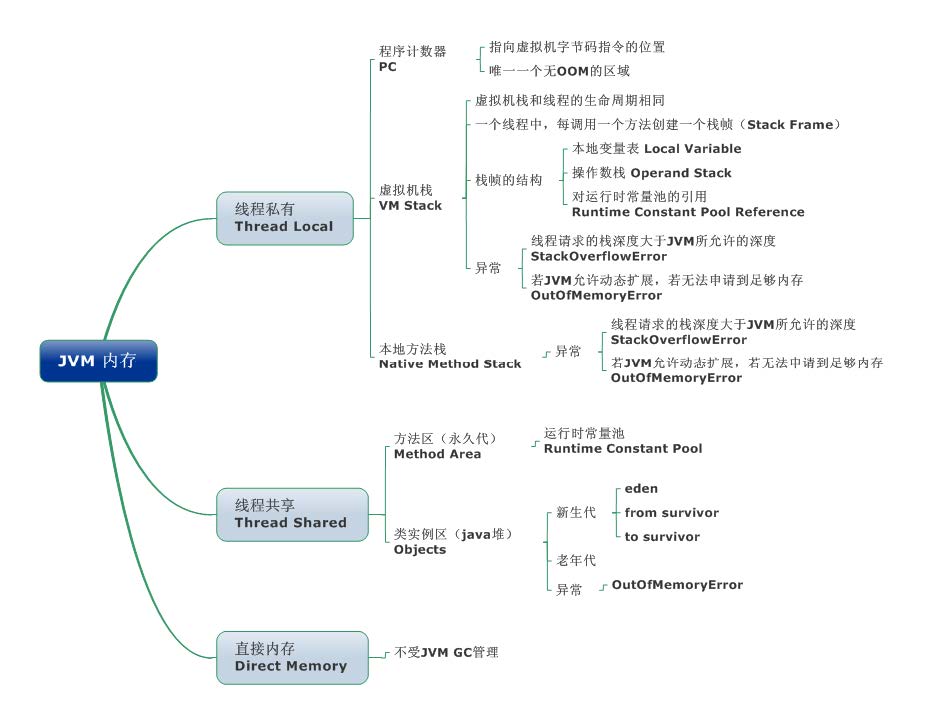 JVM 内存
线程私有
Thread Local
程序计数器
PC
指向虚拟机字节码指令的位置
唯一一个无OOM的区域
虚拟机栈
VM Stack
虚拟机栈和线程的生命周期相同
一个线程中，每调用一个方法创建一个栈帧（Stack Frame）
栈帧的结构
本地变量表 Local Variable
操作数栈 Operand Stack
对运行时常量池的引用
Runtime Constant Pool Reference
异常
线程请求的栈深度大于JVM所允许的深度
StackOverflowError
若JVM允许动态扩展，若无法申请到足够内存
OutOfMemoryError
本地方法栈
Native Method Stack
异常
线程请求的栈深度大于JVM所允许的深度
StackOverflowError
若JVM允许动态扩展，若无法申请到足够内存
OutOfMemoryError
线程共享
Thread Shared
方法区（永久代）
Method Area
运行时常量池
Runtime Constant Pool
类实例区（java堆）
Objects
新生代
eden
from survivor
to survivor
老年代
异常
OutOfMemoryError
直接内存
Direct Memory
不受JVM GC管理